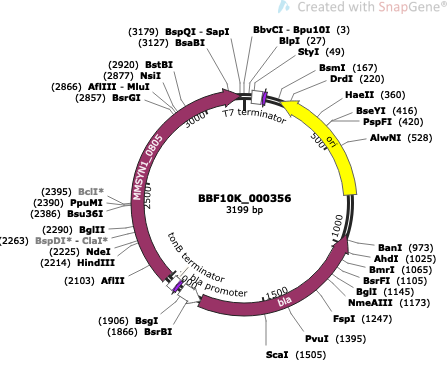 Created with SnapGene®
(3179) BspQI - SapI
(3127) BsaBI
(2920) BstBI
(2877) NsiI
(2866) AflIII - MluI
(2857) BsrGI
BbvCI - Bpu10I (3)
BlpI (27)
StyI (49)
BsmI (167)
DrdI (220)
HaeII (360)
BseYI (416)
PspFI (420)
AlwNI (528)
T7 terminator
ori
500
3000
MMSYN1_0805
2500
(2395) BclI*
(2390) PpuMI
(2386) Bsu36I
(2290) BglII
(2263) BspDI* - ClaI*
(2225) NdeI
(2214) HindIII
(2103) AflII
BBF10K_000356
3199 bp
1000
BanI (973)
AhdI (1025)
BmrI (1065)
BsrFI (1105)
BglI (1145)
NmeAIII (1173)
FspI (1247)
PvuI (1395)
ScaI (1505)
tonB terminator
bla promoter
1500
bla
(1906) BsgI
(1866) BsrBI